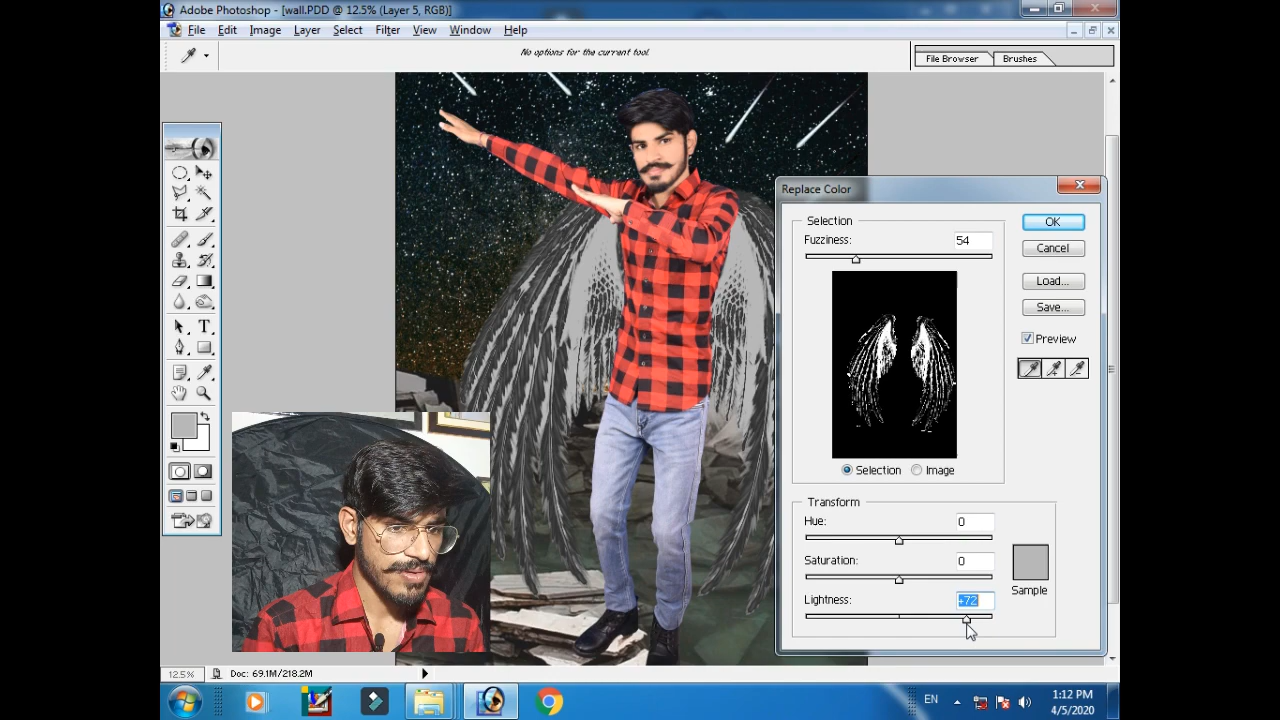 Adobe Photoshop - [wall.PDD @ 12.5% (Layer 5, RGB)]
File Edit Image Layer Select Filter View Window Help
No options for the current tool.
File Browser Brushes
Replace Color
Selection
Fuzziness: 54
OK
Cancel
Load...
Save...
Preview
Selection Image
Transform
Hue: 0
Saturation: 0
Sample
Lightness: +72
T
12.5% Doc: 69.1M/218.2M
EN
1:12 PM
4/5/2020